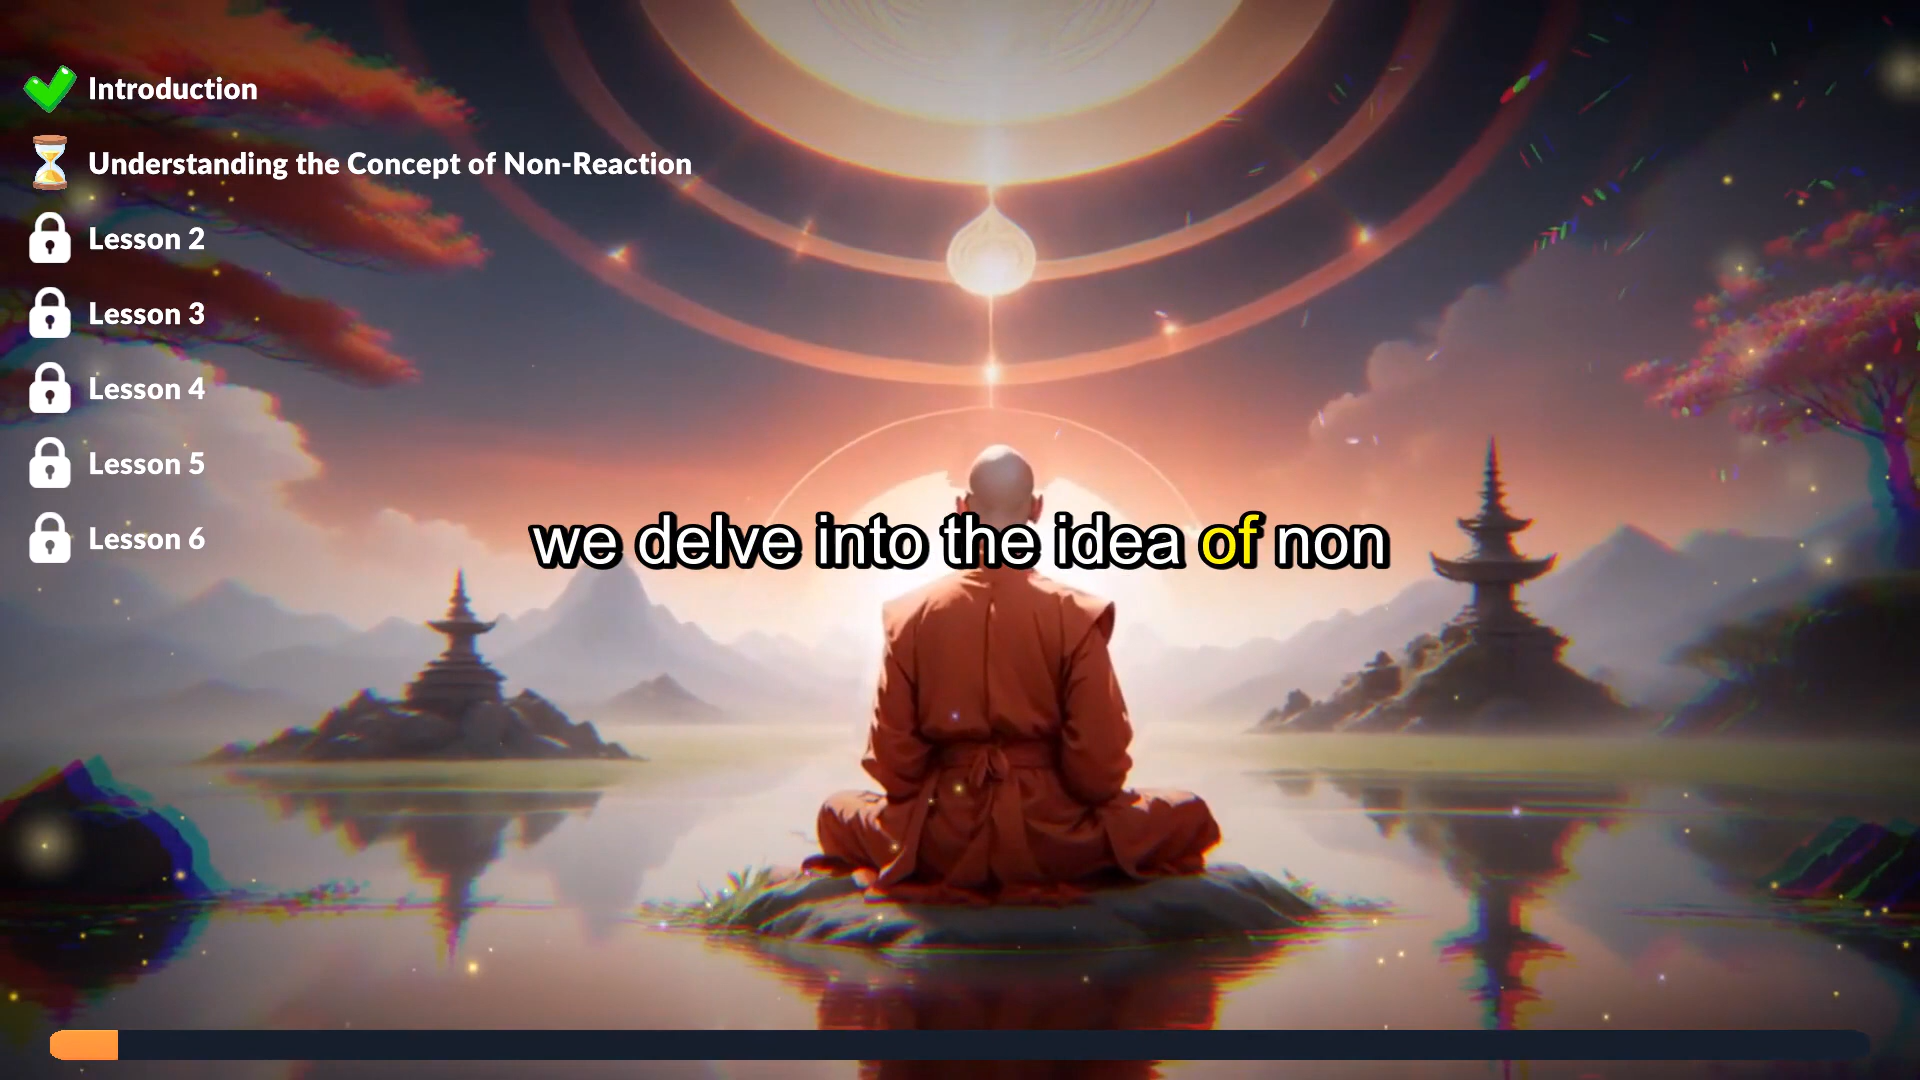 Introduction
Understanding the Concept of Non-Reaction
Lesson 2
Lesson 3
Lesson 4
Lesson 5
Lesson 6
we delve into the idea of non